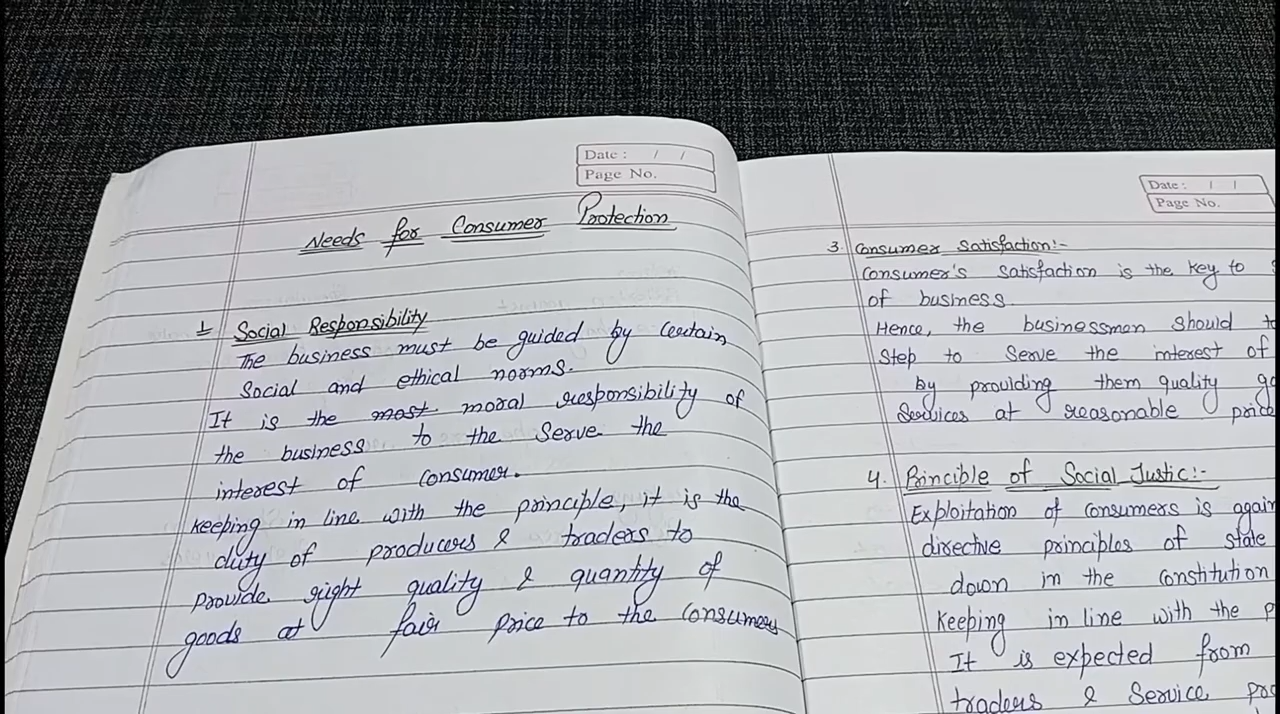 Date : / /
Page No.
Needs for Consumer Protection
1 Social Responsibility
The business must be guided by certain
Social and ethical norms.
It is the most moral responsibility of
the business to the Serve the
interest of consumer.
Keeping in line with the principle, it is the
duty of producers & traders to
Provide right quality & quantity of
goods at fair price to the consumers
Date : / /
Page No.
3. Consumer Satisfaction:-
Consumer's Satisfaction is the key to
of business.
Hence, the businessmen Should
Step to Serve the interest of
by providing them quality
Services at reasonable price
4. Principle of Social Justic:-
Exploitation of consumers is again
directive principles of state
down in the constitution
Keeping in line with the
It is expected from
traders & Service